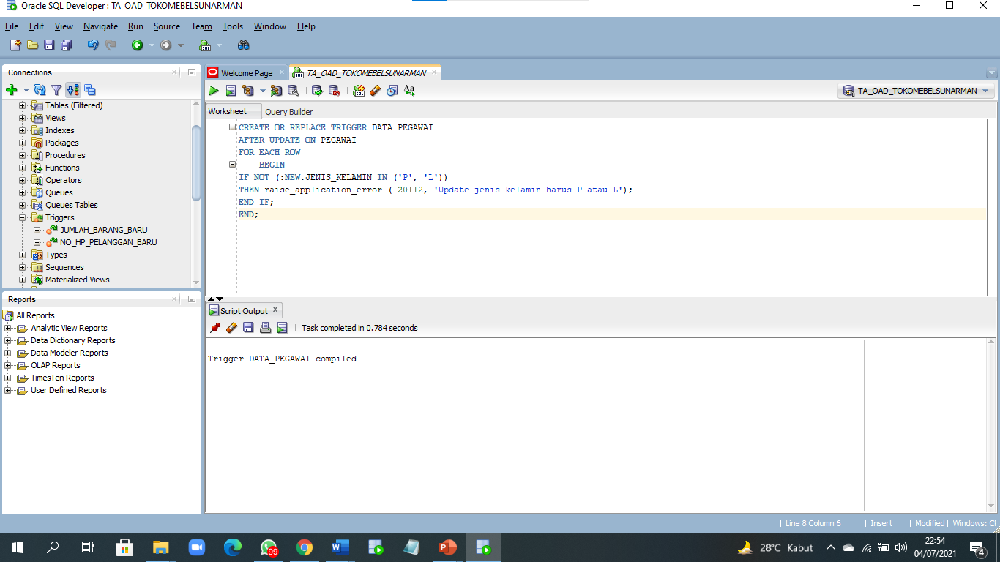 Oracle SQL Developer : TA_OAD_TOKOMEBELSUNARMAN
File Edit View Navigate Run Source Team Tools Window Help
Connections
Tables (Filtered)
Views
Indexes
Packages
Procedures
Functions
Operators
Queues
Queues Tables
Triggers
JUMLAH_BARANG_BARU
NO_HP_PELANGGAN_BARU
Types
Sequences
Materialized Views
Reports
All Reports
Analytic View Reports
Data Dictionary Reports
Data Modeler Reports
OLAP Reports
TimesTen Reports
User Defined Reports
Welcome Page TA_OAD_TOKOMEBELSUNARMAN
TA_OAD_TOKOMEBELSUNARMAN
Worksheet Query Builder
CREATE OR REPLACE TRIGGER DATA_PEGAWAI
AFTER UPDATE ON PEGAWAI
FOR EACH ROW
BEGIN
IF NOT (:NEW.JENIS_KELAMIN IN ('P', 'L'))
THEN raise_application_error (-20112, 'Update jenis kelamin harus P atau L');
END IF;
END;
Script Output
Task completed in 0.784 seconds
Trigger DATA_PEGAWAI compiled
Line 8 Column 6 Insert Modified Windows:
99
28°C Kabut
22:54
04/07/2021
4